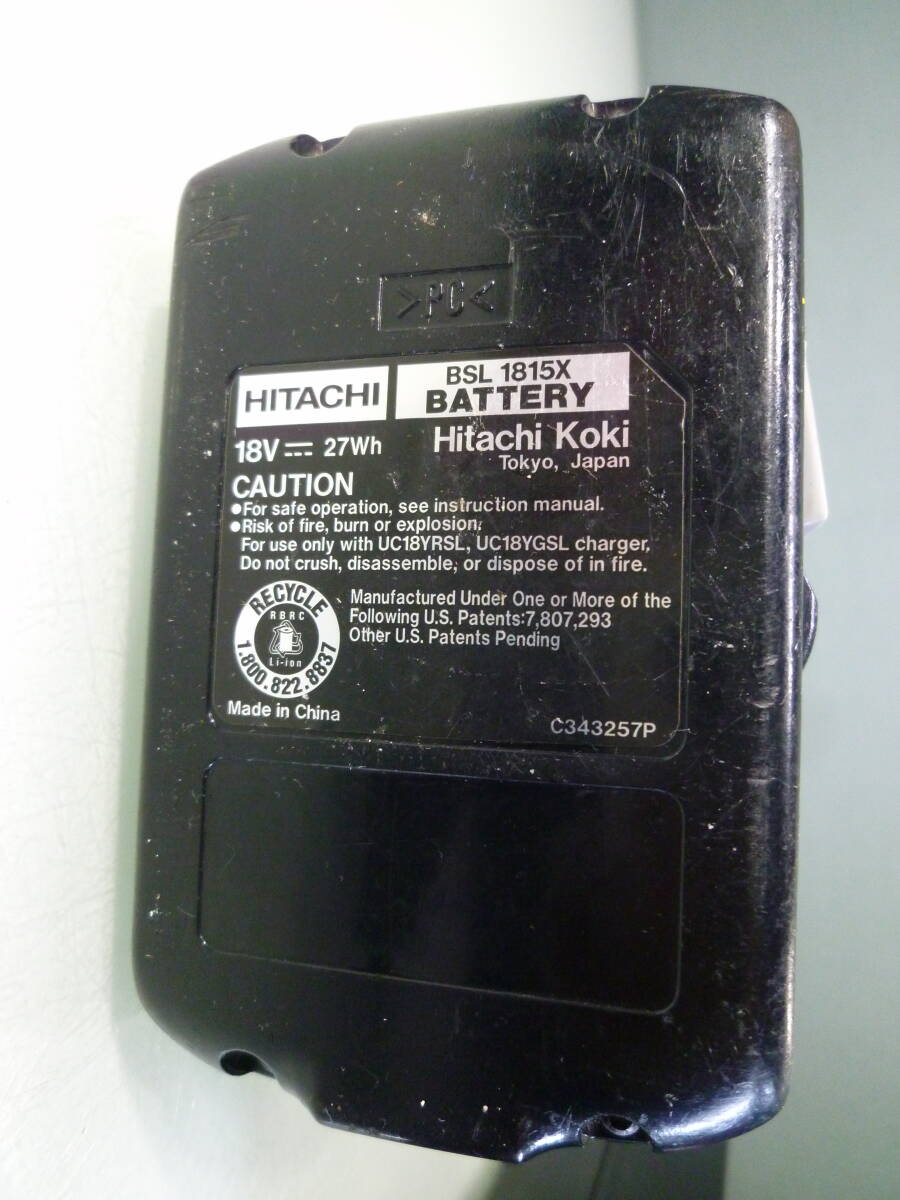 >PC<
HITACHI
BSL 1815X
BATTERY
18V⎓ 27Wh
Hitachi Koki
Tokyo, Japan
CAUTION
●For safe operation, see instruction manual.
●Risk of fire, burn or explosion.
For use only with UC18YRSL, UC18YGSL charger,
Do not crush, disassemble, or dispose of in fire.
RECYCLE
RBRC
Li-ion
1.800.822.8837
Manufactured Under One or More of the
Following U.S. Patents:7,807,293
Other U.S. Patents Pending
Made in China
C343257P